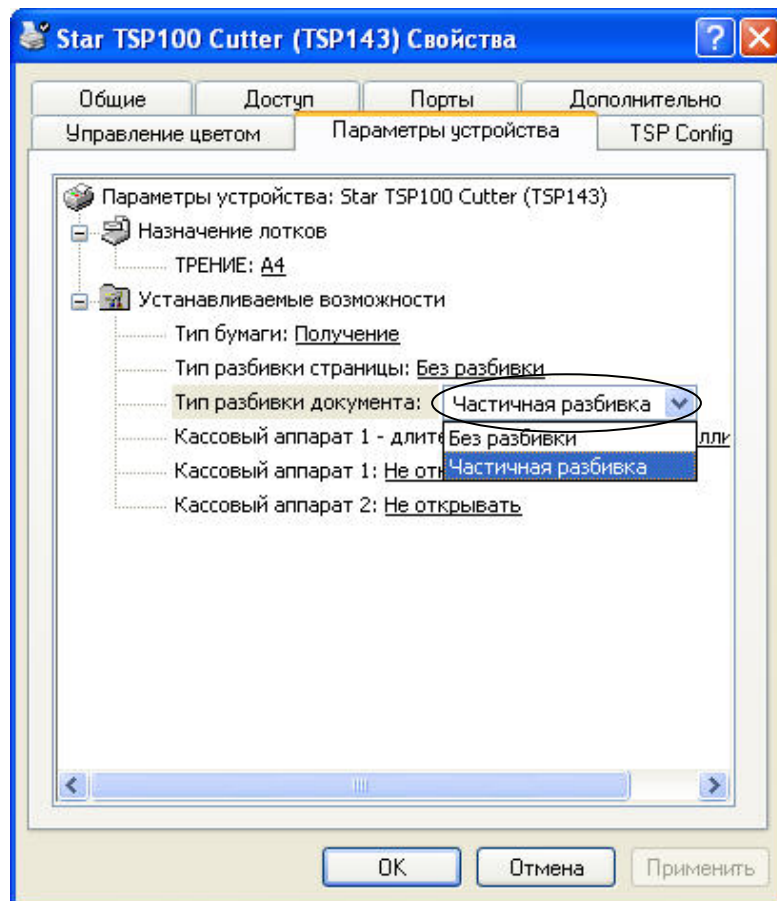 Star TSP100 Cutter (TSP143) Свойства
Общие Доступ Порты Дополнительно
Управление цветом Параметры устройства TSP Config
Параметры устройства: Star TSP100 Cutter (TSP143)
Назначение лотков
ТРЕНИЕ: A4
Устанавливаемые возможности
Тип бумаги: Получение
Тип разбивки страницы: Без разбивки
Тип разбивки документа: Частичная разбивка
Кассовый аппарат 1 -
Без разбивки
Кассовый аппарат 1: Не
Частичная разбивка
Кассовый аппарат 2: Не открывать
OK Отмена Применить